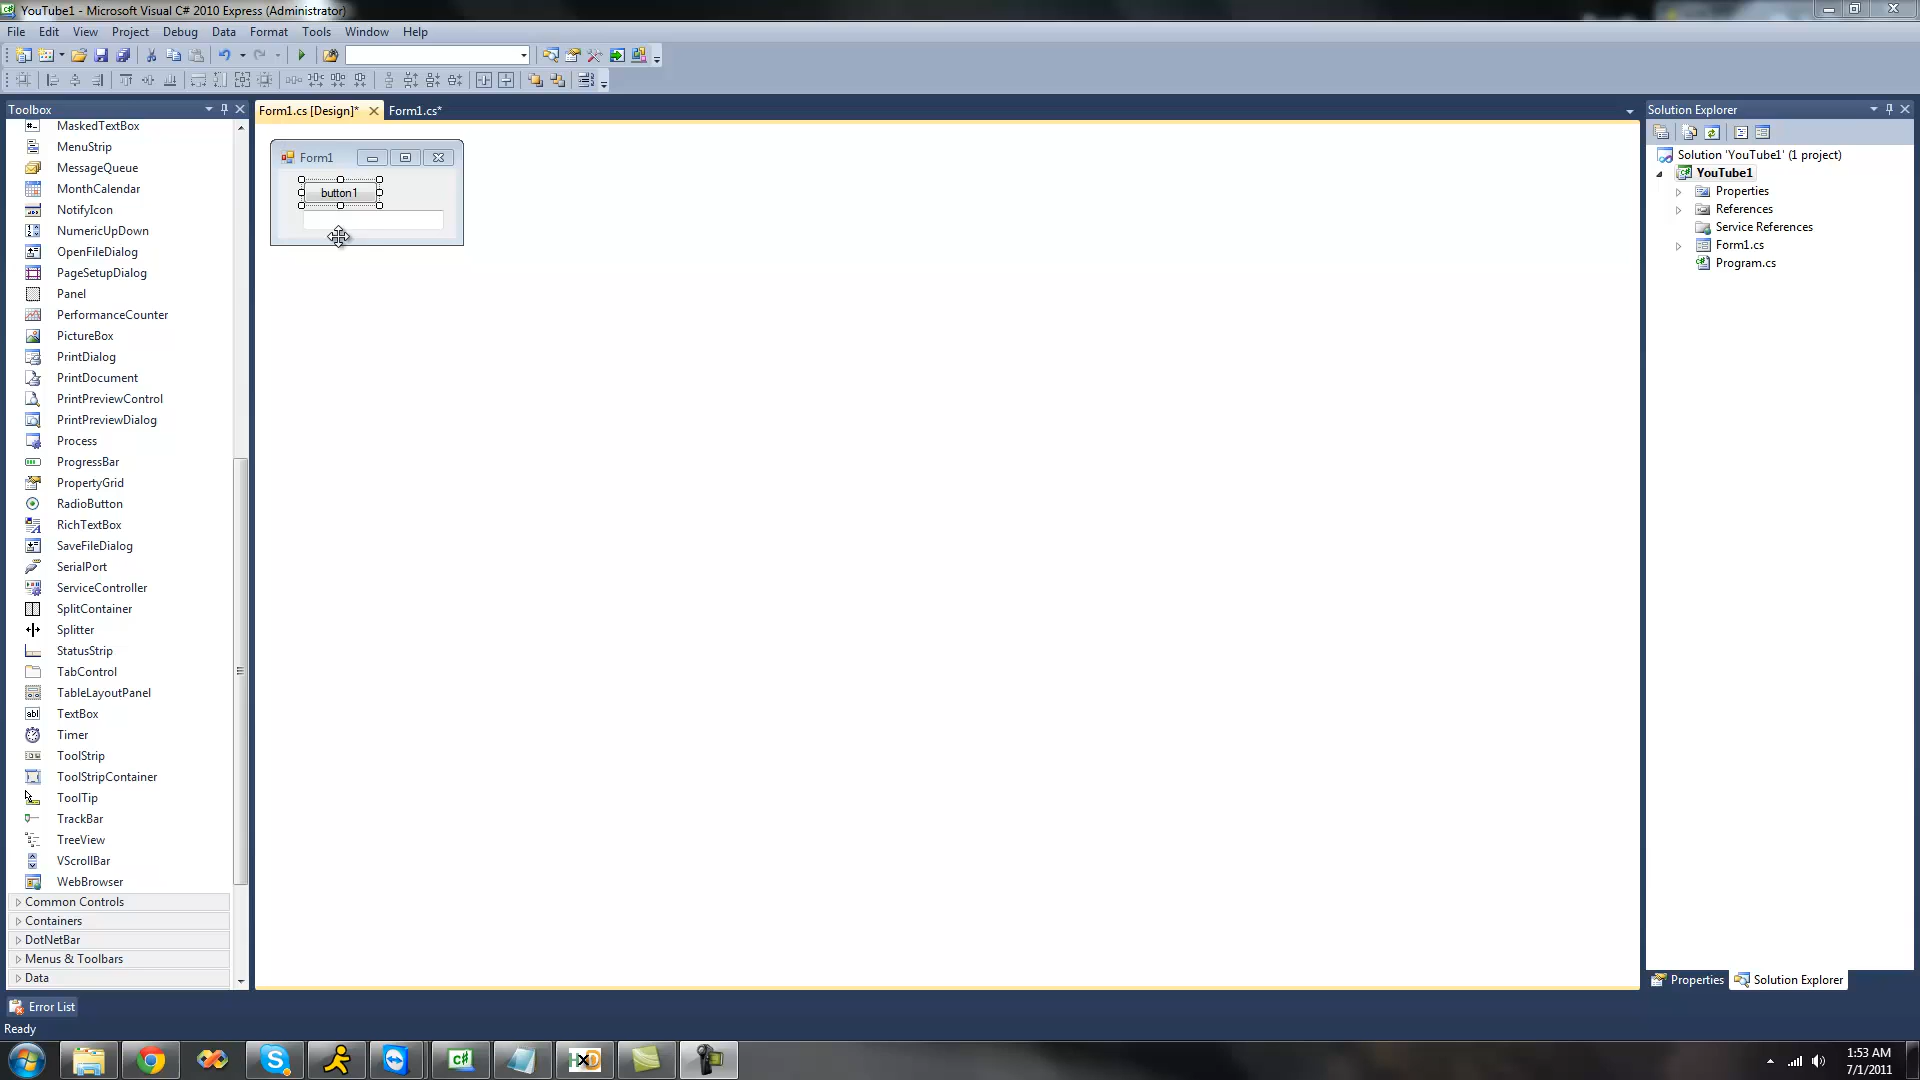 YouTube1 - Microsoft Visual C# 2010 Express (Administrator)
File Edit View Project Debug Data Format Tools Window Help
Toolbox
Form1.cs [Design]* Form1.cs*
Solution Explorer
MaskedTextBox
MenuStrip
MessageQueue
MonthCalendar
NotifyIcon
NumericUpDown
OpenFileDialog
PageSetupDialog
Panel
PerformanceCounter
PictureBox
PrintDialog
PrintDocument
PrintPreviewControl
PrintPreviewDialog
Process
ProgressBar
PropertyGrid
RadioButton
RichTextBox
SaveFileDialog
SerialPort
ServiceController
SplitContainer
Splitter
StatusStrip
TabControl
TableLayoutPanel
TextBox
Timer
ToolStrip
ToolStripContainer
ToolTip
TrackBar
TreeView
VScrollBar
WebBrowser
Common Controls
Containers
DotNetBar
Menus & Toolbars
Data
Form1
button1
Solution 'YouTube1' (1 project)
YouTube1
Properties
References
Service References
Form1.cs
Program.cs
Properties Solution Explorer
Error List
Ready
1:53 AM
7/1/2011